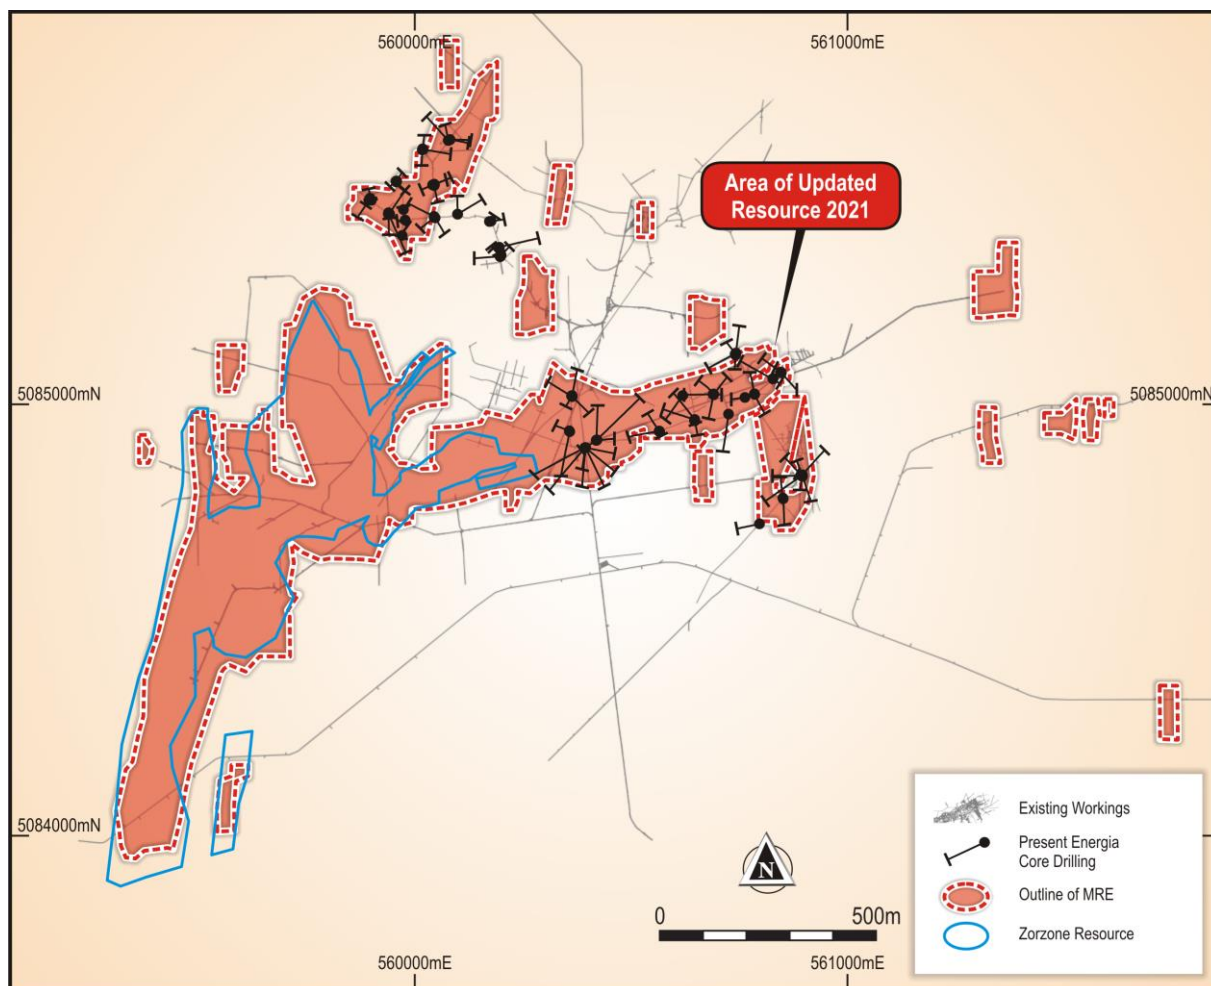 560000mE
561000mE
Area of Updated
Resource 2021
5085000mN
5085000mN
5084000mN
Existing Workings
Present Energia
Core Drilling
Outline of MRE
Zorzone Resource
N
0
500m
560000mE
561000mE